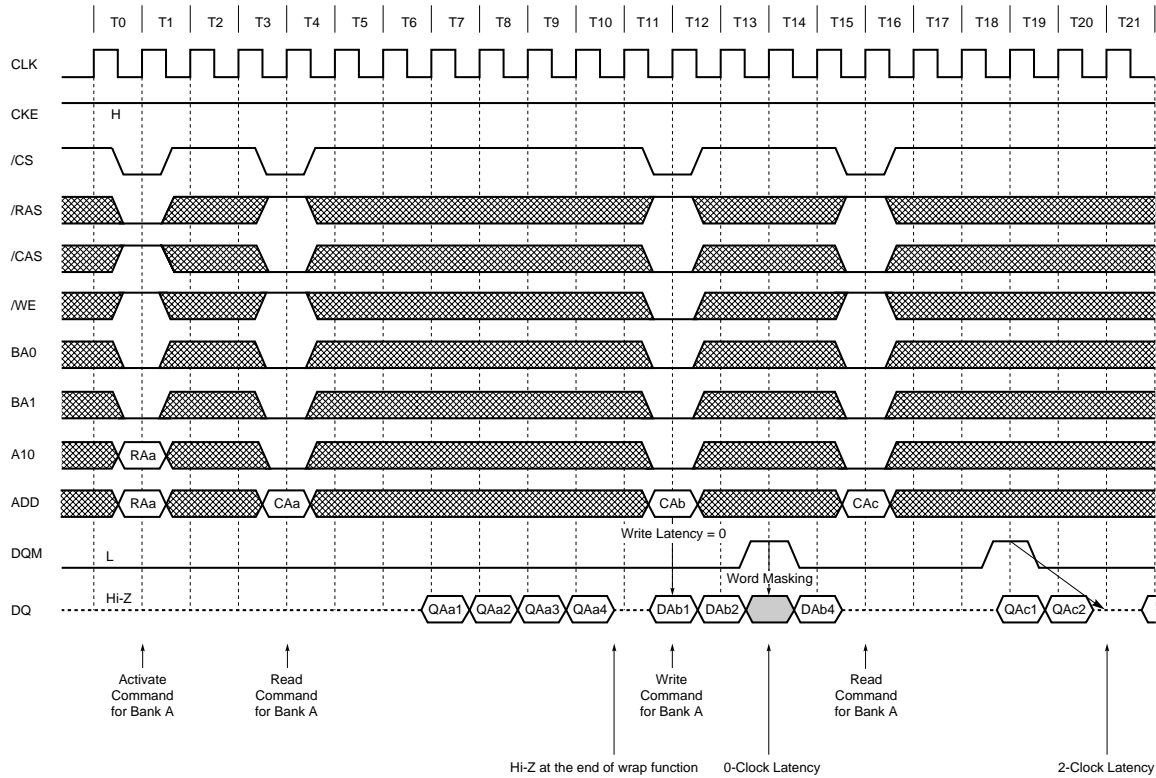 T0 T1 T2 T3 T4 T5 T6 T7 T8 T9 T10 T11 T12 T13 T14 T15 T16 T17 T18 T19 T20 T21
CLK
CKE H
/CS
/RAS
/CAS
/WE
BA0
BA1
A10 RAa
ADD RAa CAa CAb CAc
Write Latency = 0
DQM L
Word Masking
Hi-Z
DQ QAa1 QAa2 QAa3 QAa4 DAb1 DAb2 DAb4 QAc1 QAc2
Activate Command for Bank A
Read Command for Bank A
Write Command for Bank A
Read Command for Bank A
Hi-Z at the end of wrap function 0-Clock Latency 2-Clock Latency